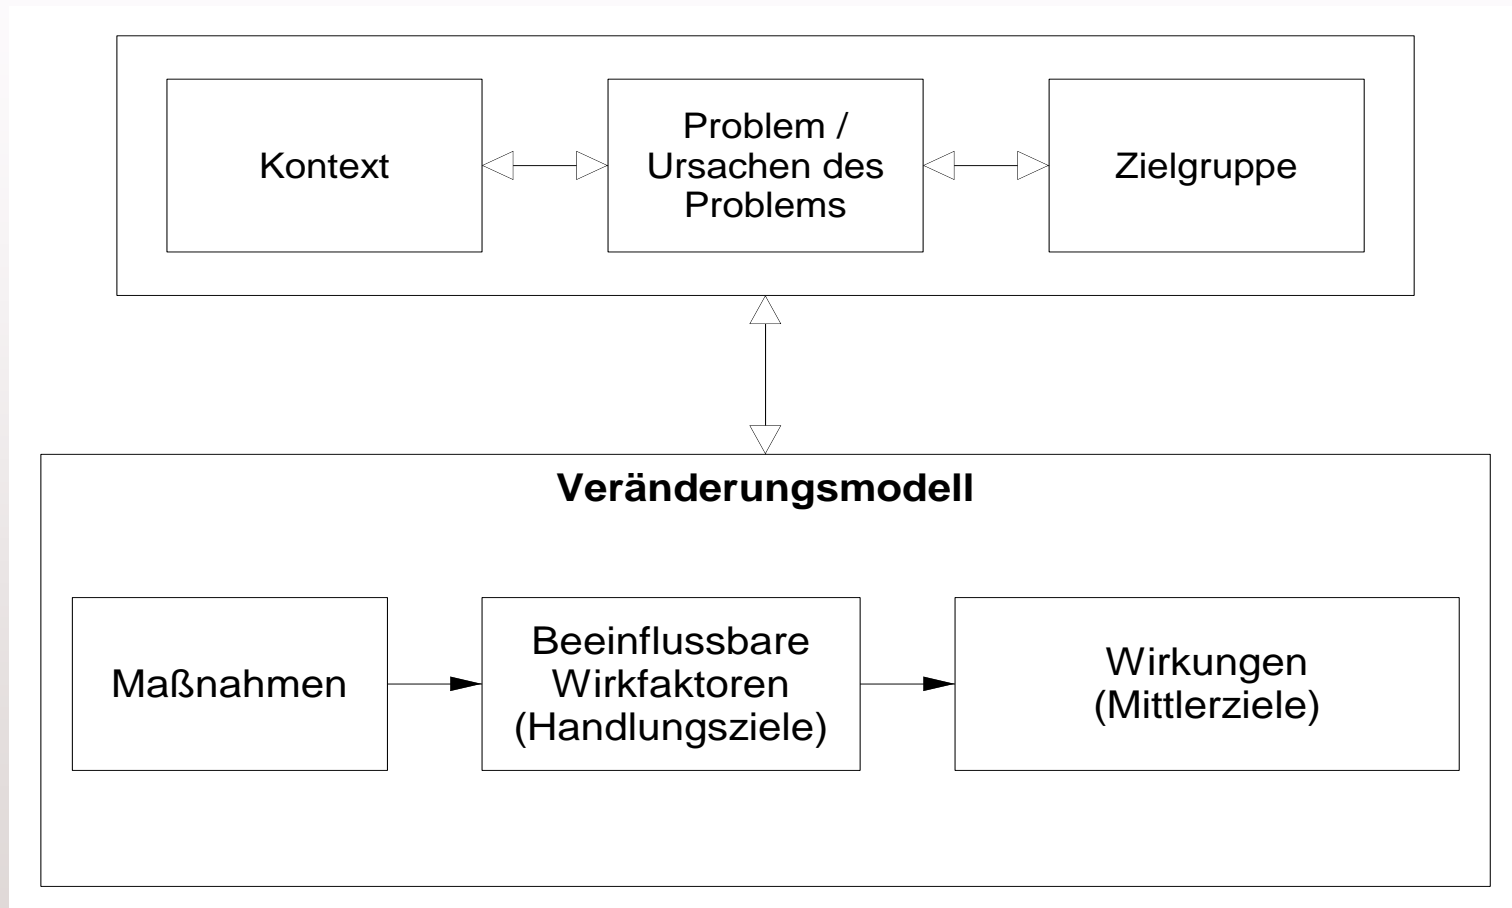 Kontext
Problem /
Ursachen des
Problems
Zielgruppe
Veränderungsmodell
Maßnahmen
Beeinflussbare
Wirkfaktoren
(Handlungsziele)
Wirkungen
(Mittlerziele)